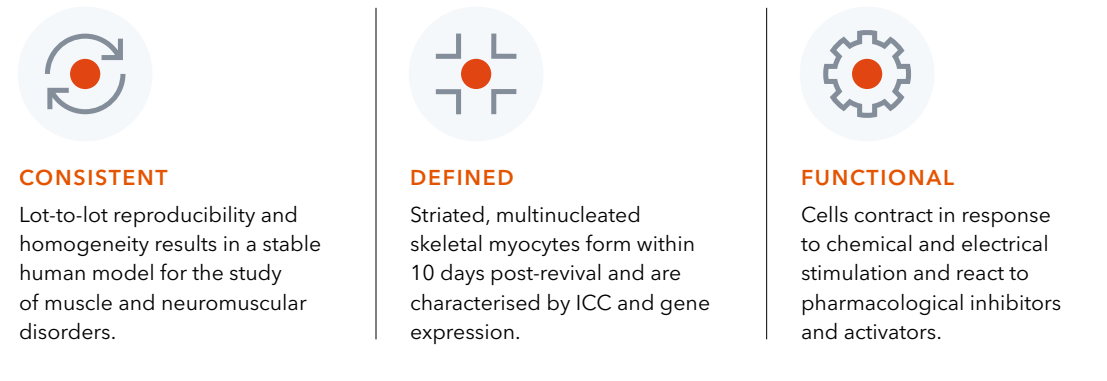 CONSISTENT
Lot-to-lot reproducibility and
homogeneity results in a stable
human model for the study
of muscle and neuromuscular
disorders.
DEFINED
Striated, multinucleated
skeletal myocytes form within
10 days post-revival and are
characterised by ICC and gene
expression.
FUNCTIONAL
Cells contract in response
to chemical and electrical
stimulation and react to
pharmacological inhibitors
and activators.